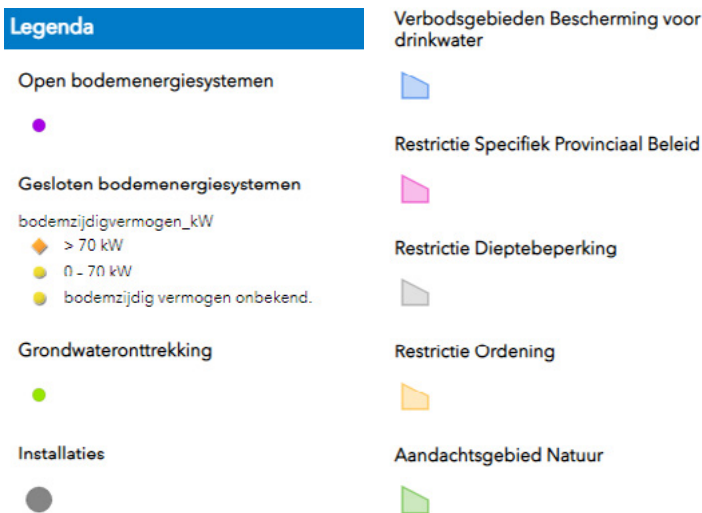 Legenda
Open bodemenergiesystemen
Gesloten bodemenergiesystemen
bodemzijdigvermogen_kW
> 70 kW
0 - 70 kW
bodemzijdig vermogen onbekend.
Grondwateronttrekking
Installaties
Verbodsgebieden Bescherming voor
drinkwater
Restrictie Specifiek Provinciaal Beleid
Restrictie Dieptebeperking
Restrictie Ordening
Aandachtsgebied Natuur